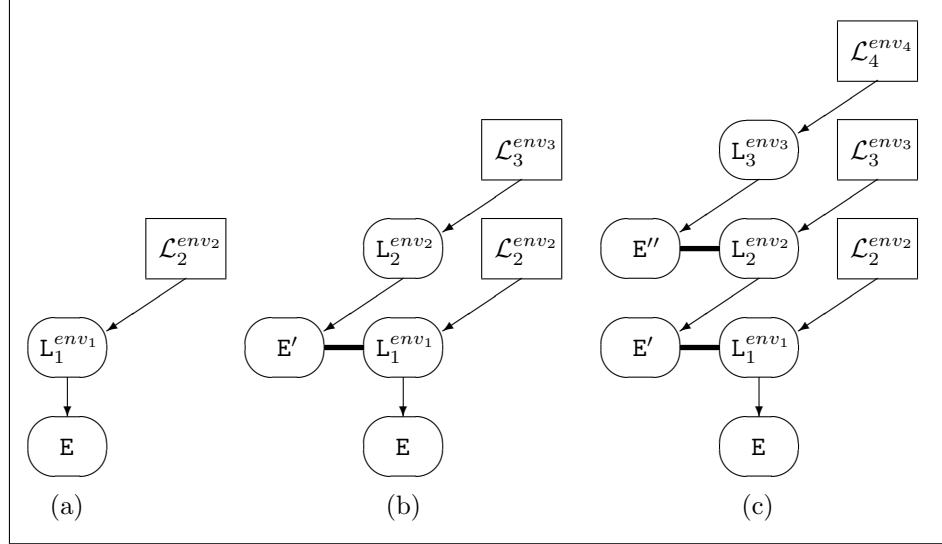 𝓛₄^{env₄}
L₃^{env₃} 𝓛₃^{env₃}
𝓛₃^{env₃}
𝓛₂^{env₂} L₂^{env₂} 𝓛₂^{env₂} E′′ L₂^{env₂} 𝓛₂^{env₂}
L₁^{env₁} E′ L₁^{env₁} E′ L₁^{env₁}
E E E
(a) (b) (c)